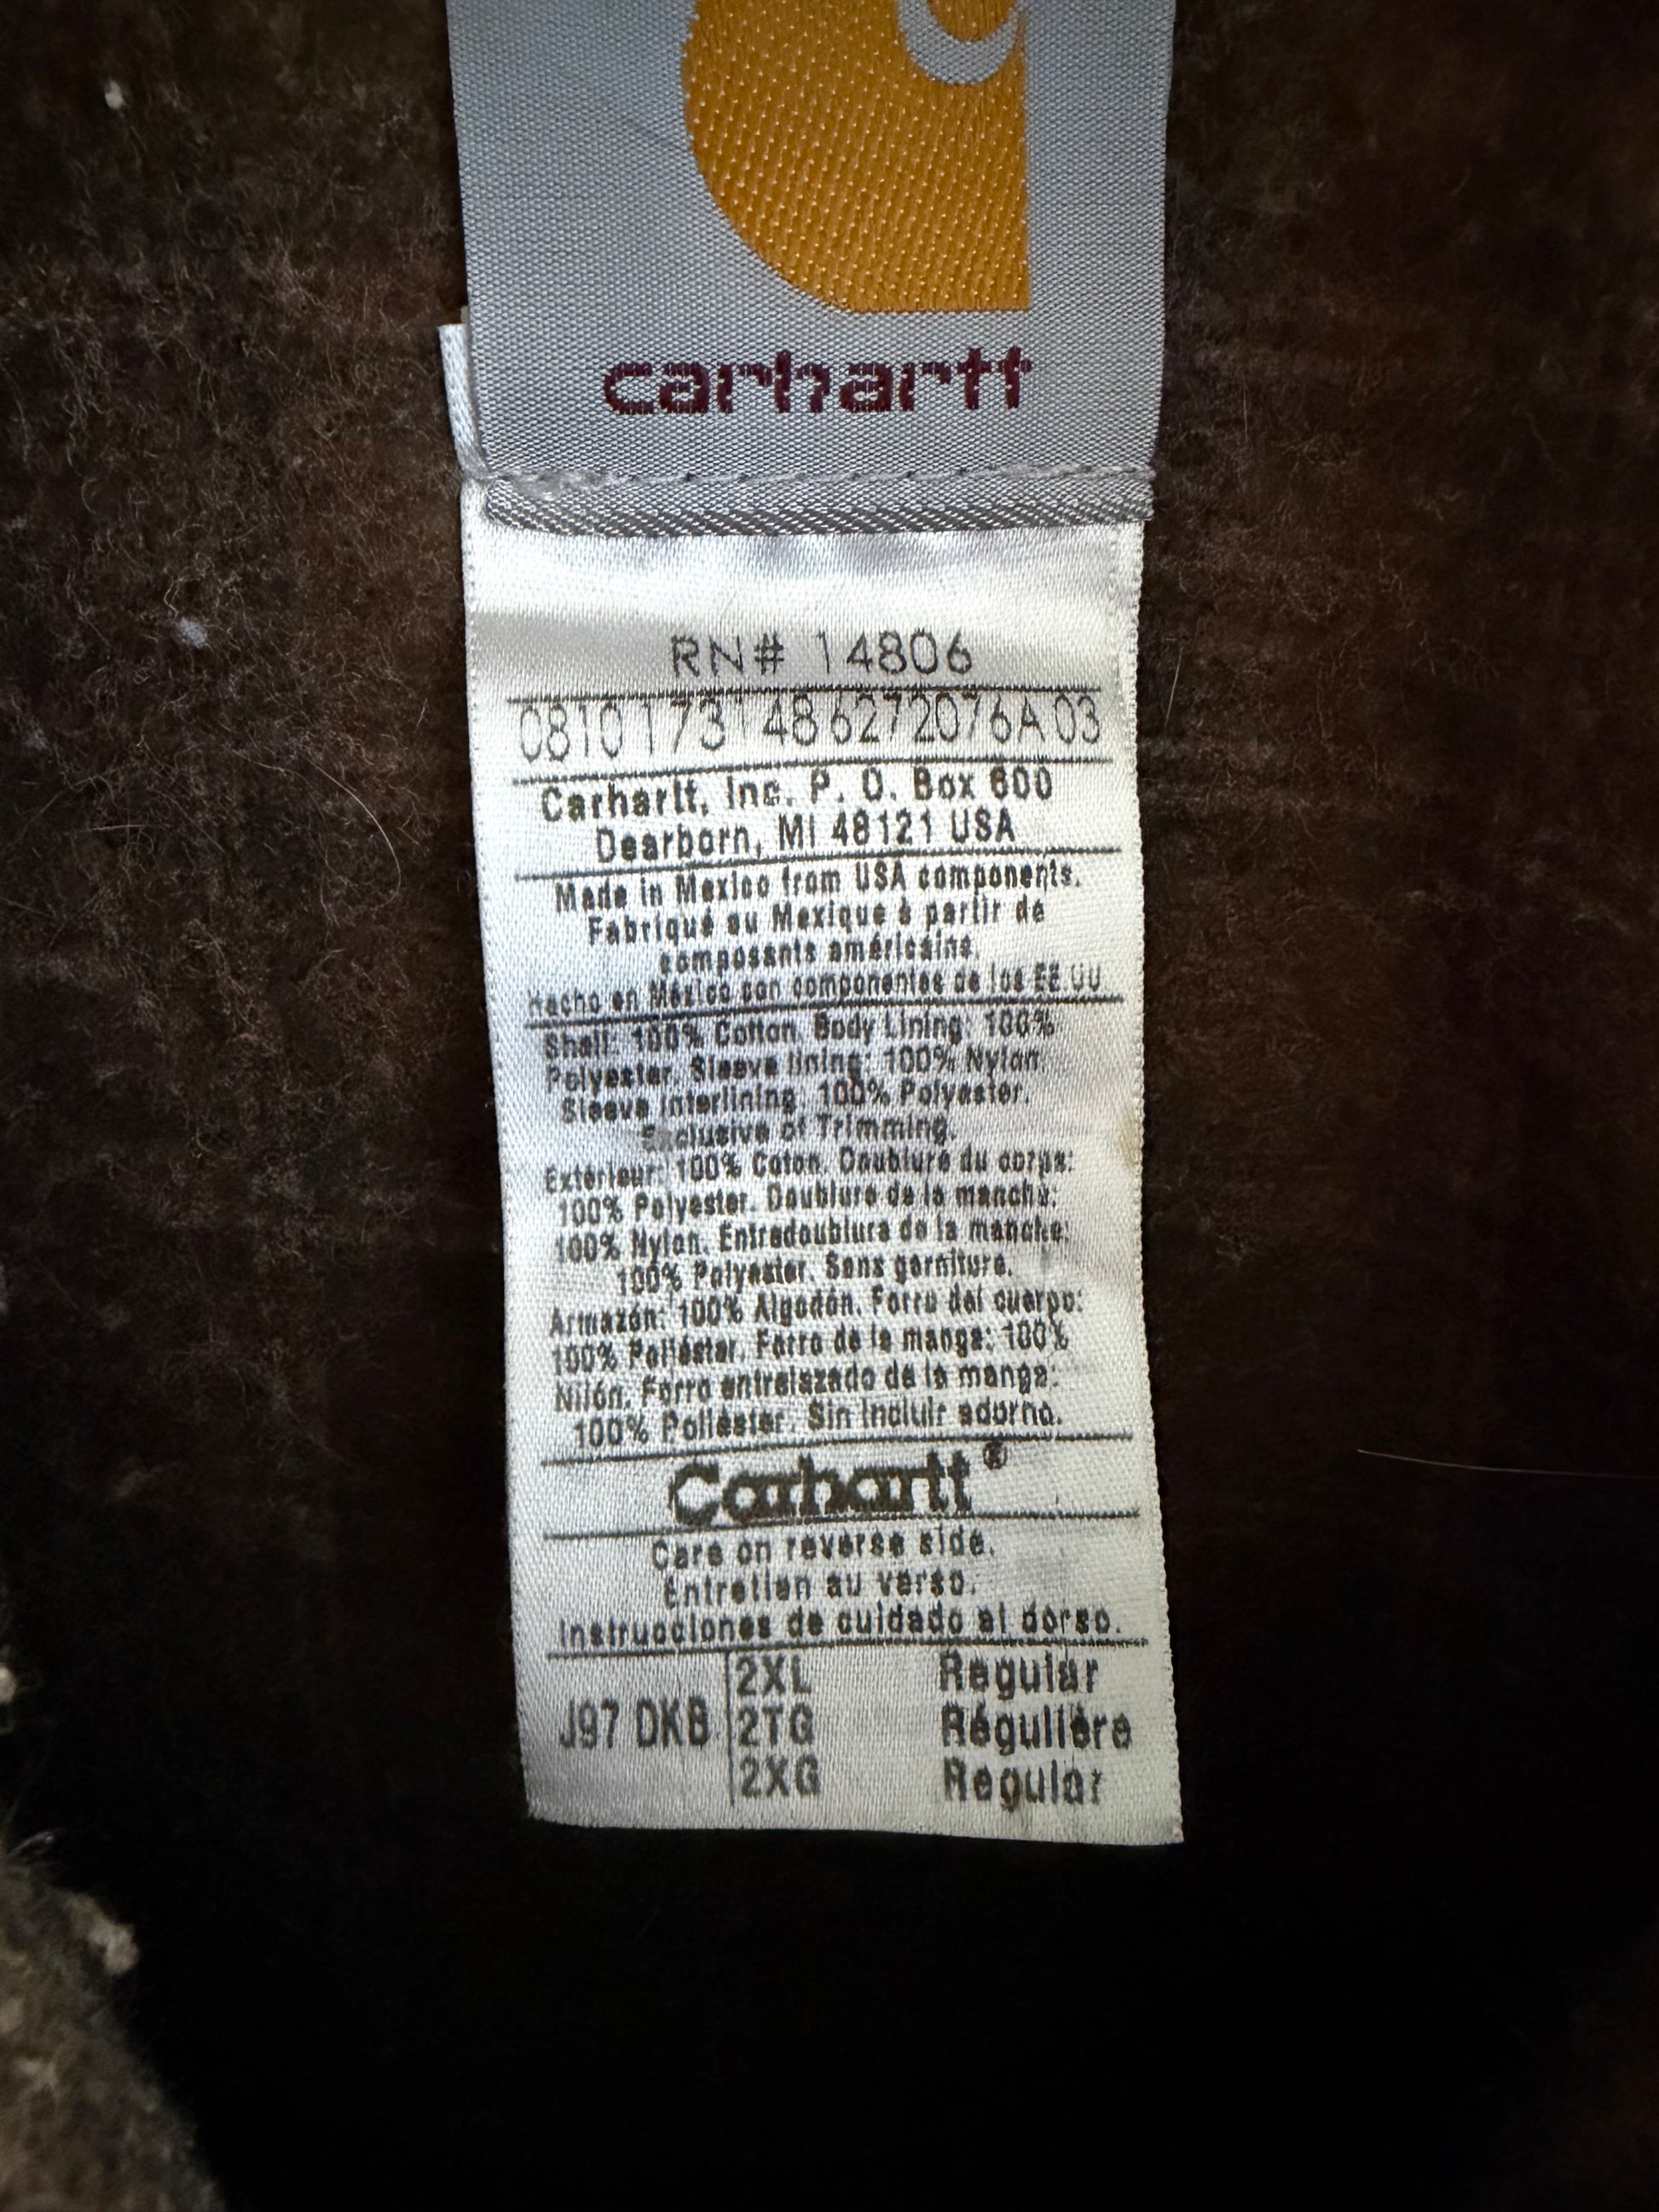 carhartt
RN# 14806
0810 173148 6272076A 03
Carhartt, Inc. P. O. Box 600
Dearborn, MI 48121 USA
Made in Mexico from USA components.
Fabriqué au Mexique à partir de
composants américains.
Hecho en México con componentes de los EE.UU.
Shell: 100% Cotton. Body Lining: 100%
Polyester. Sleeve lining: 100% Nylon.
Sleeve Interlining: 100% Polyester.
Exclusive of Trimming.
Extérieur: 100% Coton. Doublure du corps:
100% Polyester. Doublure de la manche:
100% Nylon. Entredoublure de la manche:
100% Polyester. Sans garniture.
Armazón: 100% Algodón. Forro del cuerpo:
100% Poliéster. Forro de la manga: 100%
Nilón. Forro entrelazado de la manga:
100% Poliéster. Sin Incluir adorno.
Carhartt®
Care on reverse side.
Entretien au verso.
Instrucciones de cuidado al dorso.
2XL Regular
J97 DKB 2TG Régulière
2XG Regular